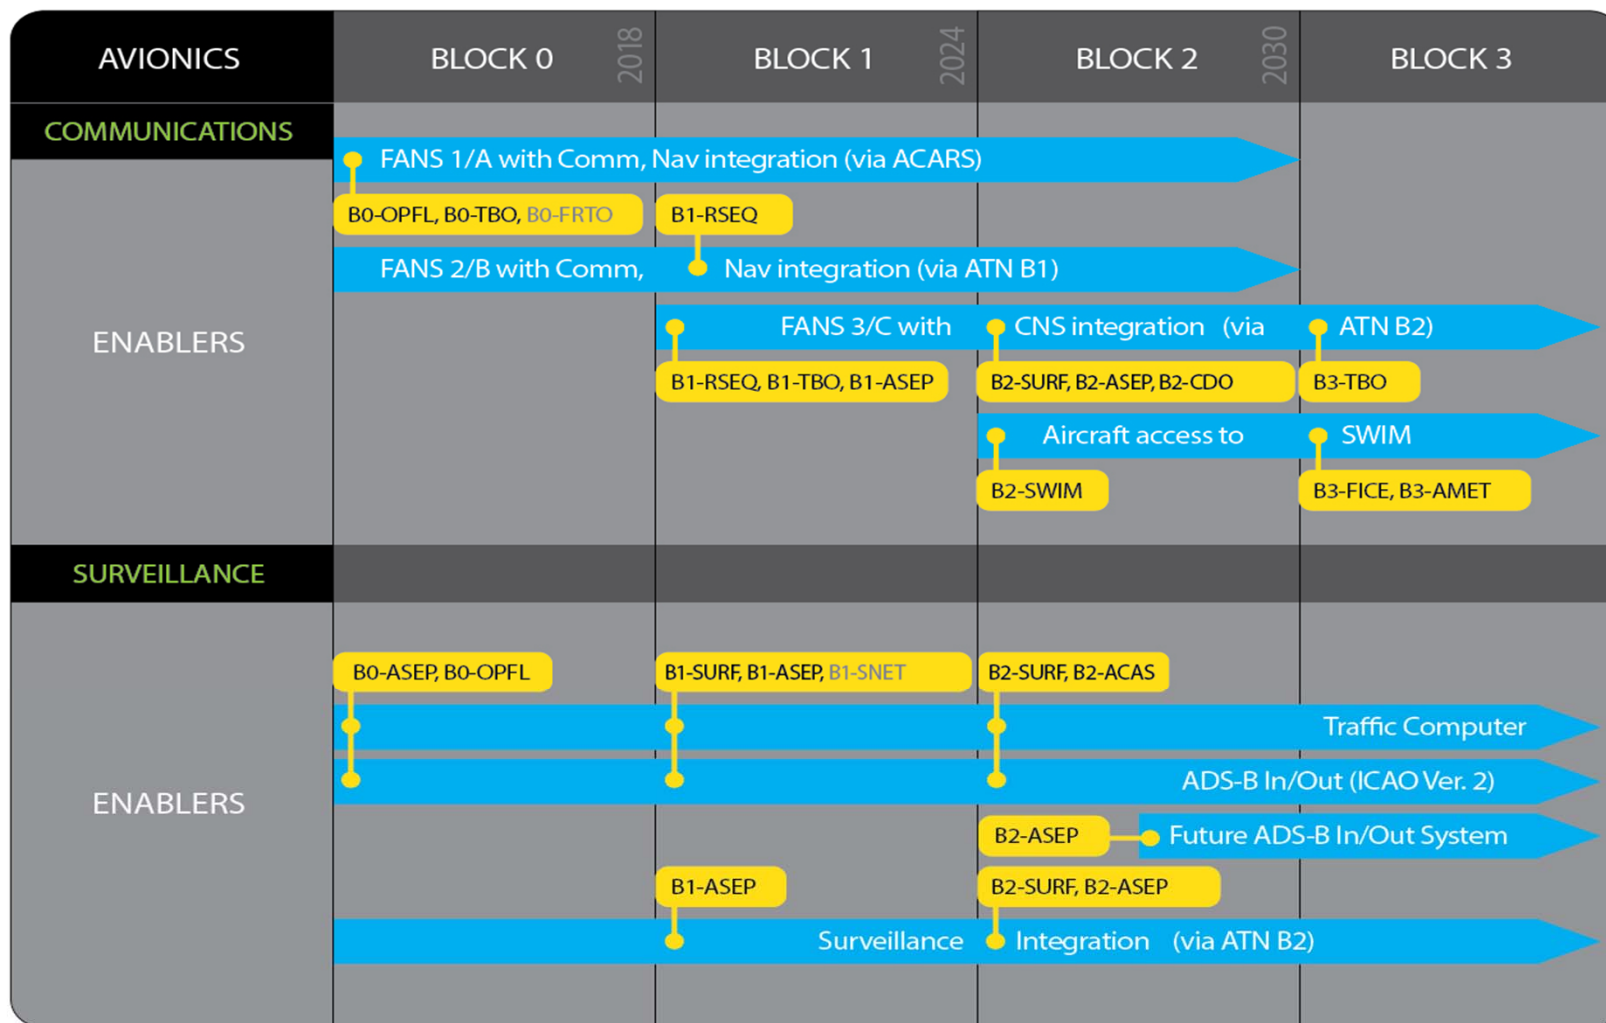 AVIONICS
BLOCK 0
2018
BLOCK 1
2024
BLOCK 2
2030
BLOCK 3
COMMUNICATIONS
FANS 1/A with Comm, Nav integration (via ACARS)
B0-OPFL, B0-TBO, B0-FRTO
B1-RSEQ
FANS 2/B with Comm, Nav integration (via ATN B1)
ENABLERS
FANS 3/C with CNS integration (via ATN B2)
B1-RSEQ, B1-TBO, B1-ASEP
B2-SURF, B2-ASEP, B2-CDO
B3-TBO
Aircraft access to SWIM
B2-SWIM
B3-FICE, B3-AMET
SURVEILLANCE
B0-ASEP, B0-OPFL
B1-SURF, B1-ASEP, B1-SNET
B2-SURF, B2-ACAS
Traffic Computer
ADS-B In/Out (ICAO Ver. 2)
ENABLERS
B2-ASEP
Future ADS-B In/Out System
B1-ASEP
B2-SURF, B2-ASEP
Surveillance Integration (via ATN B2)